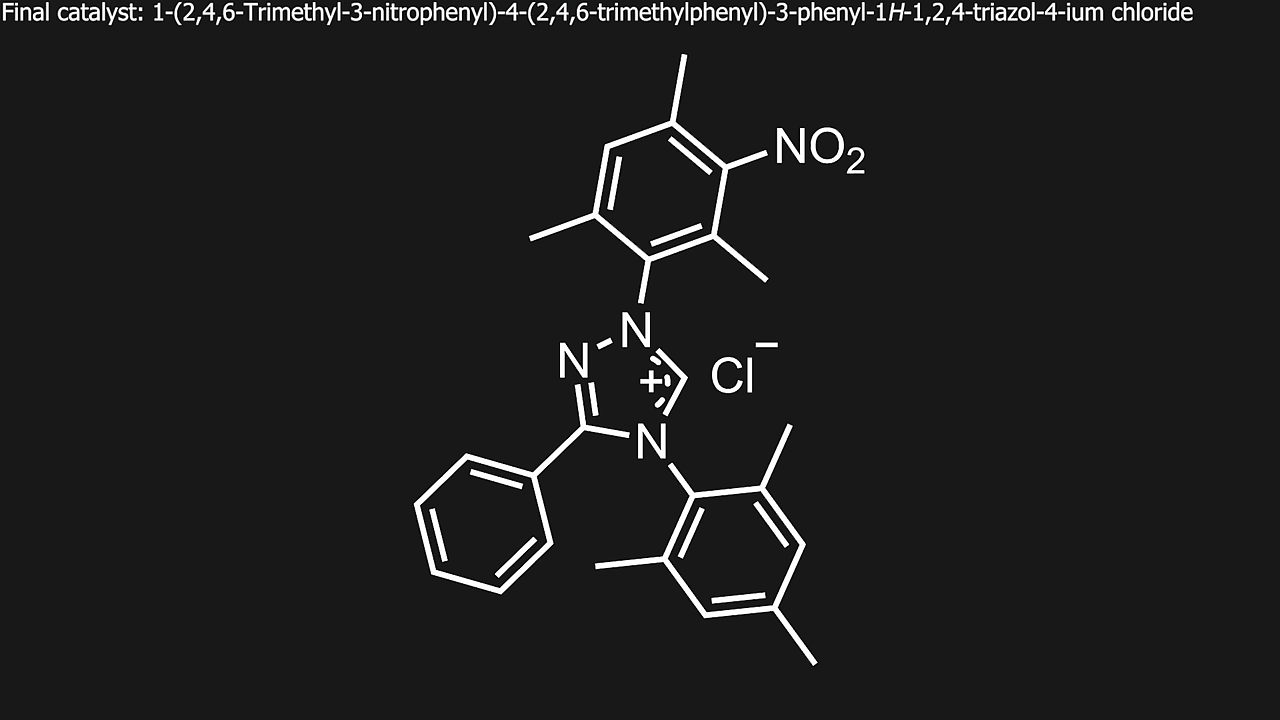 Final catalyst: 1-(2,4,6-Trimethyl-3-nitrophenyl)-4-(2,4,6-trimethylphenyl)-3-phenyl-1H-1,2,4-triazol-4-ium chloride
NO₂
N
N
+
Cl⁻
N